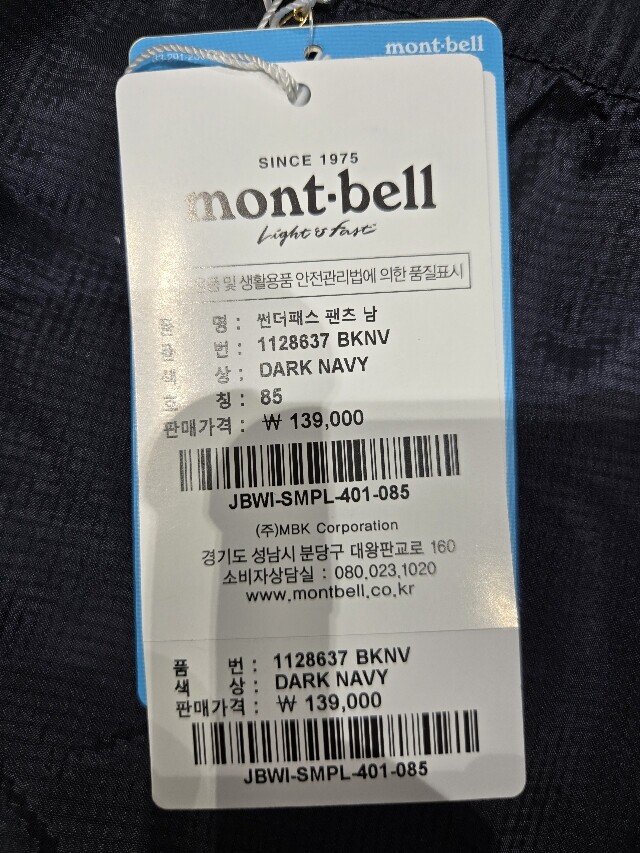 mont·bell
SINCE 1975
mont·bell
Light & Fast
및 생활용품 안전관리법에 의한 품질표시
품 명 : 썬더패스 팬츠 남
품 번 : 1128637 BKNV
색 상 : DARK NAVY
호 칭 : 85
판매가격 : ₩ 139,000
JBWI-SMPL-401-085
(주)MBK Corporation
경기도 성남시 분당구 대왕판교로 160
소비자상담실 : 080.023.1020
www.montbell.co.kr
품 번 : 1128637 BKNV
색 상 : DARK NAVY
판매가격 : ₩ 139,000
JBWI-SMPL-401-085